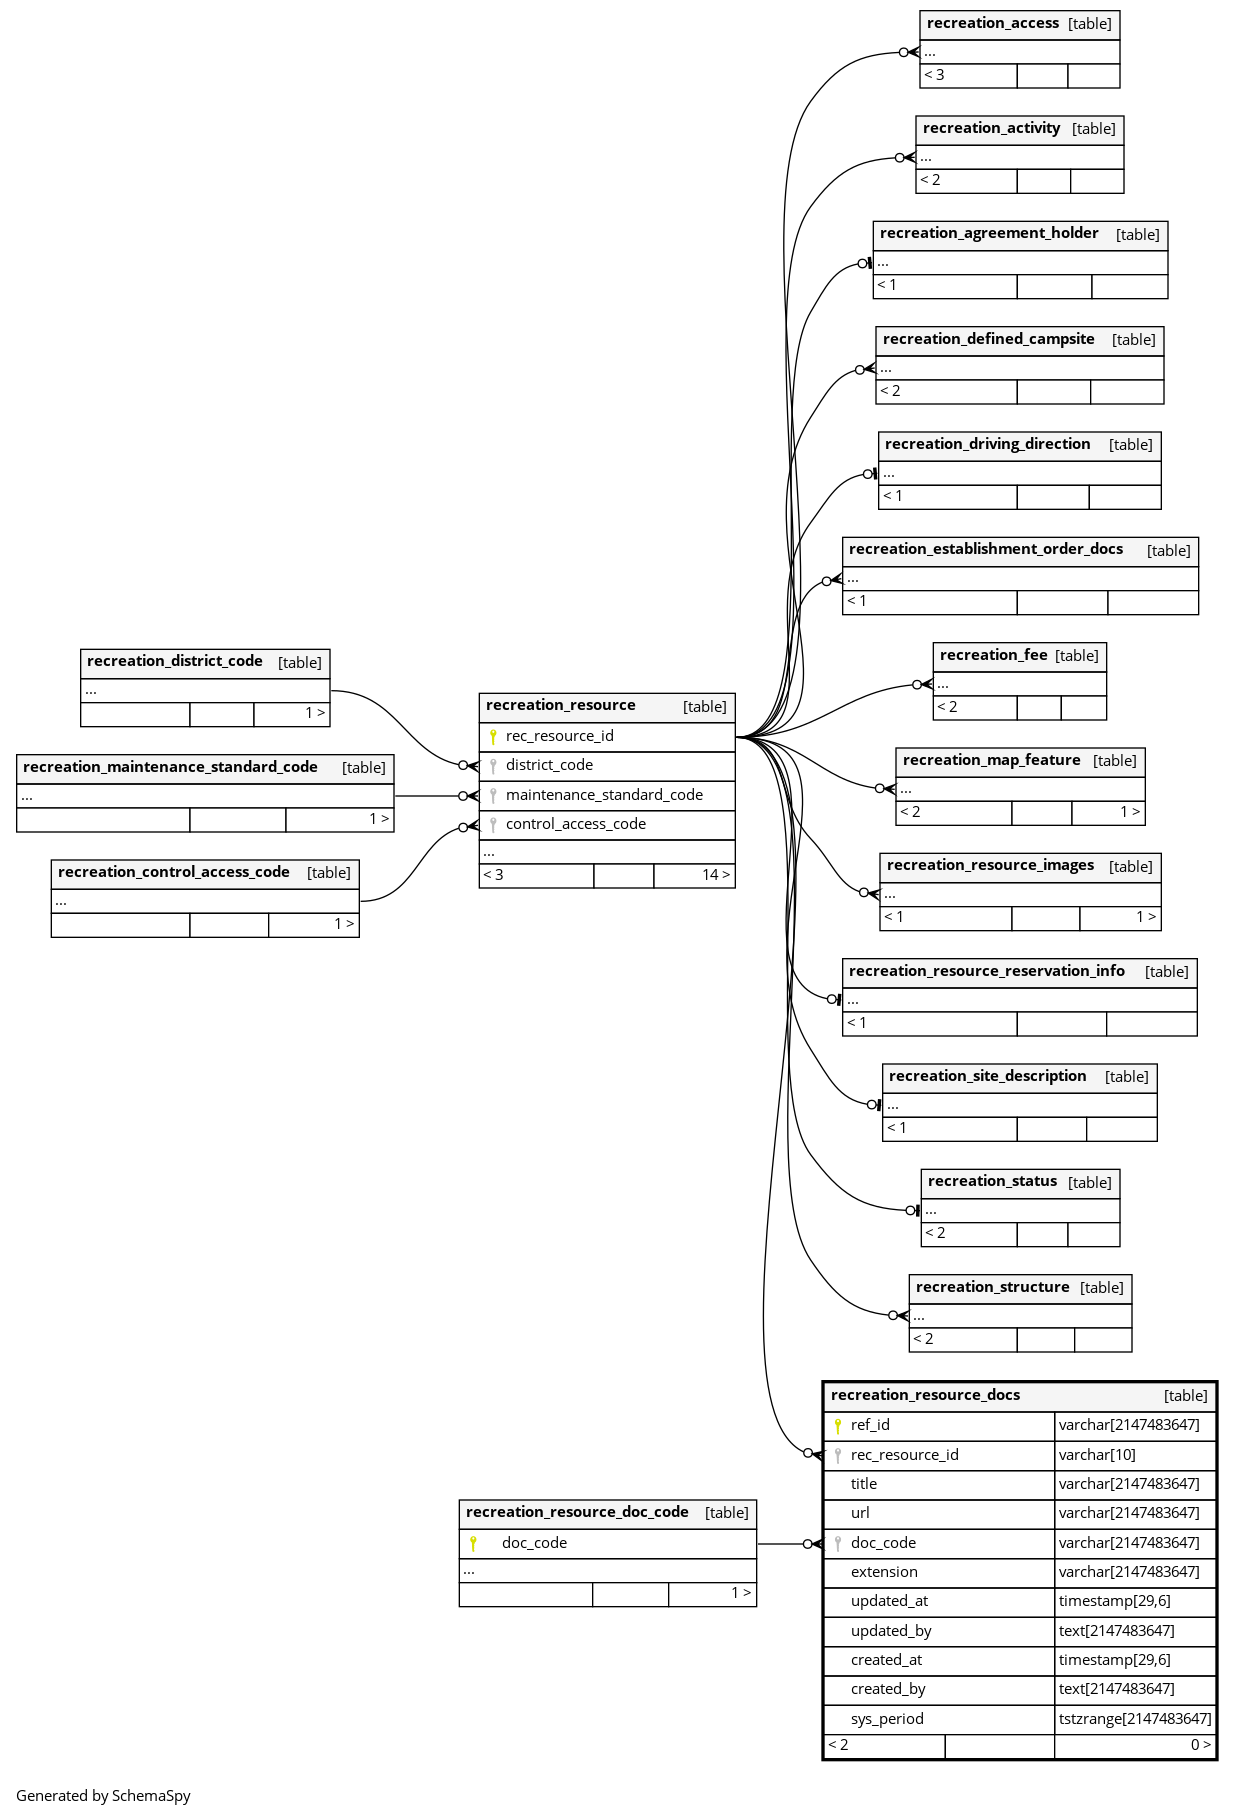 recreation_access [table]
...
< 3
recreation_activity [table]
...
< 2
recreation_agreement_holder [table]
...
< 1
recreation_defined_campsite [table]
...
< 2
recreation_driving_direction [table]
...
< 1
recreation_establishment_order_docs [table]
...
< 1
recreation_fee [table]
...
< 2
recreation_district_code [table]
...
1 >
recreation_maintenance_standard_code [table]
...
1 >
recreation_control_access_code [table]
...
1 >
recreation_resource [table]
rec_resource_id
district_code
maintenance_standard_code
control_access_code
...
< 3 14 >
recreation_map_feature [table]
...
< 2 1 >
recreation_resource_images [table]
...
< 1 1 >
recreation_resource_reservation_info [table]
...
< 1
recreation_site_description [table]
...
< 1
recreation_status [table]
...
< 2
recreation_structure [table]
...
< 2
recreation_resource_doc_code [table]
doc_code
...
1 >
recreation_resource_docs [table]
ref_id varchar[2147483647]
rec_resource_id varchar[10]
title varchar[2147483647]
url varchar[2147483647]
doc_code varchar[2147483647]
extension varchar[2147483647]
updated_at timestamp[29,6]
updated_by text[2147483647]
created_at timestamp[29,6]
created_by text[2147483647]
sys_period tstzrange[2147483647]
< 2 0 >
Generated by SchemaSpy